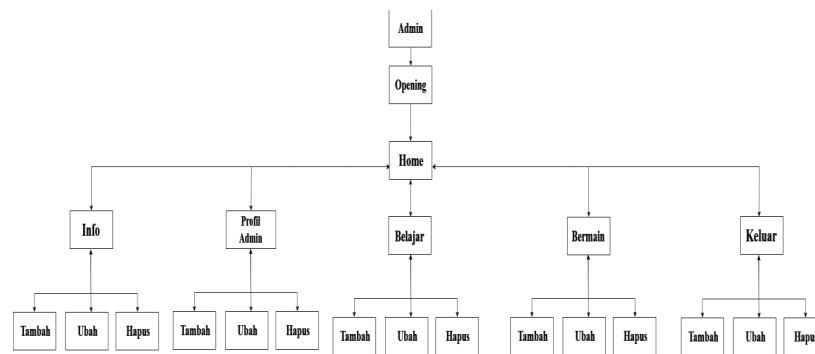 Admin
Opening
Home
Info
Profil
Admin
Belajar
Bermain
Keluar
Tambah
Ubah
Hapus
Tambah
Ubah
Hapus
Tambah
Ubah
Hapus
Tambah
Ubah
Hapus
Tambah
Ubah
Hapu